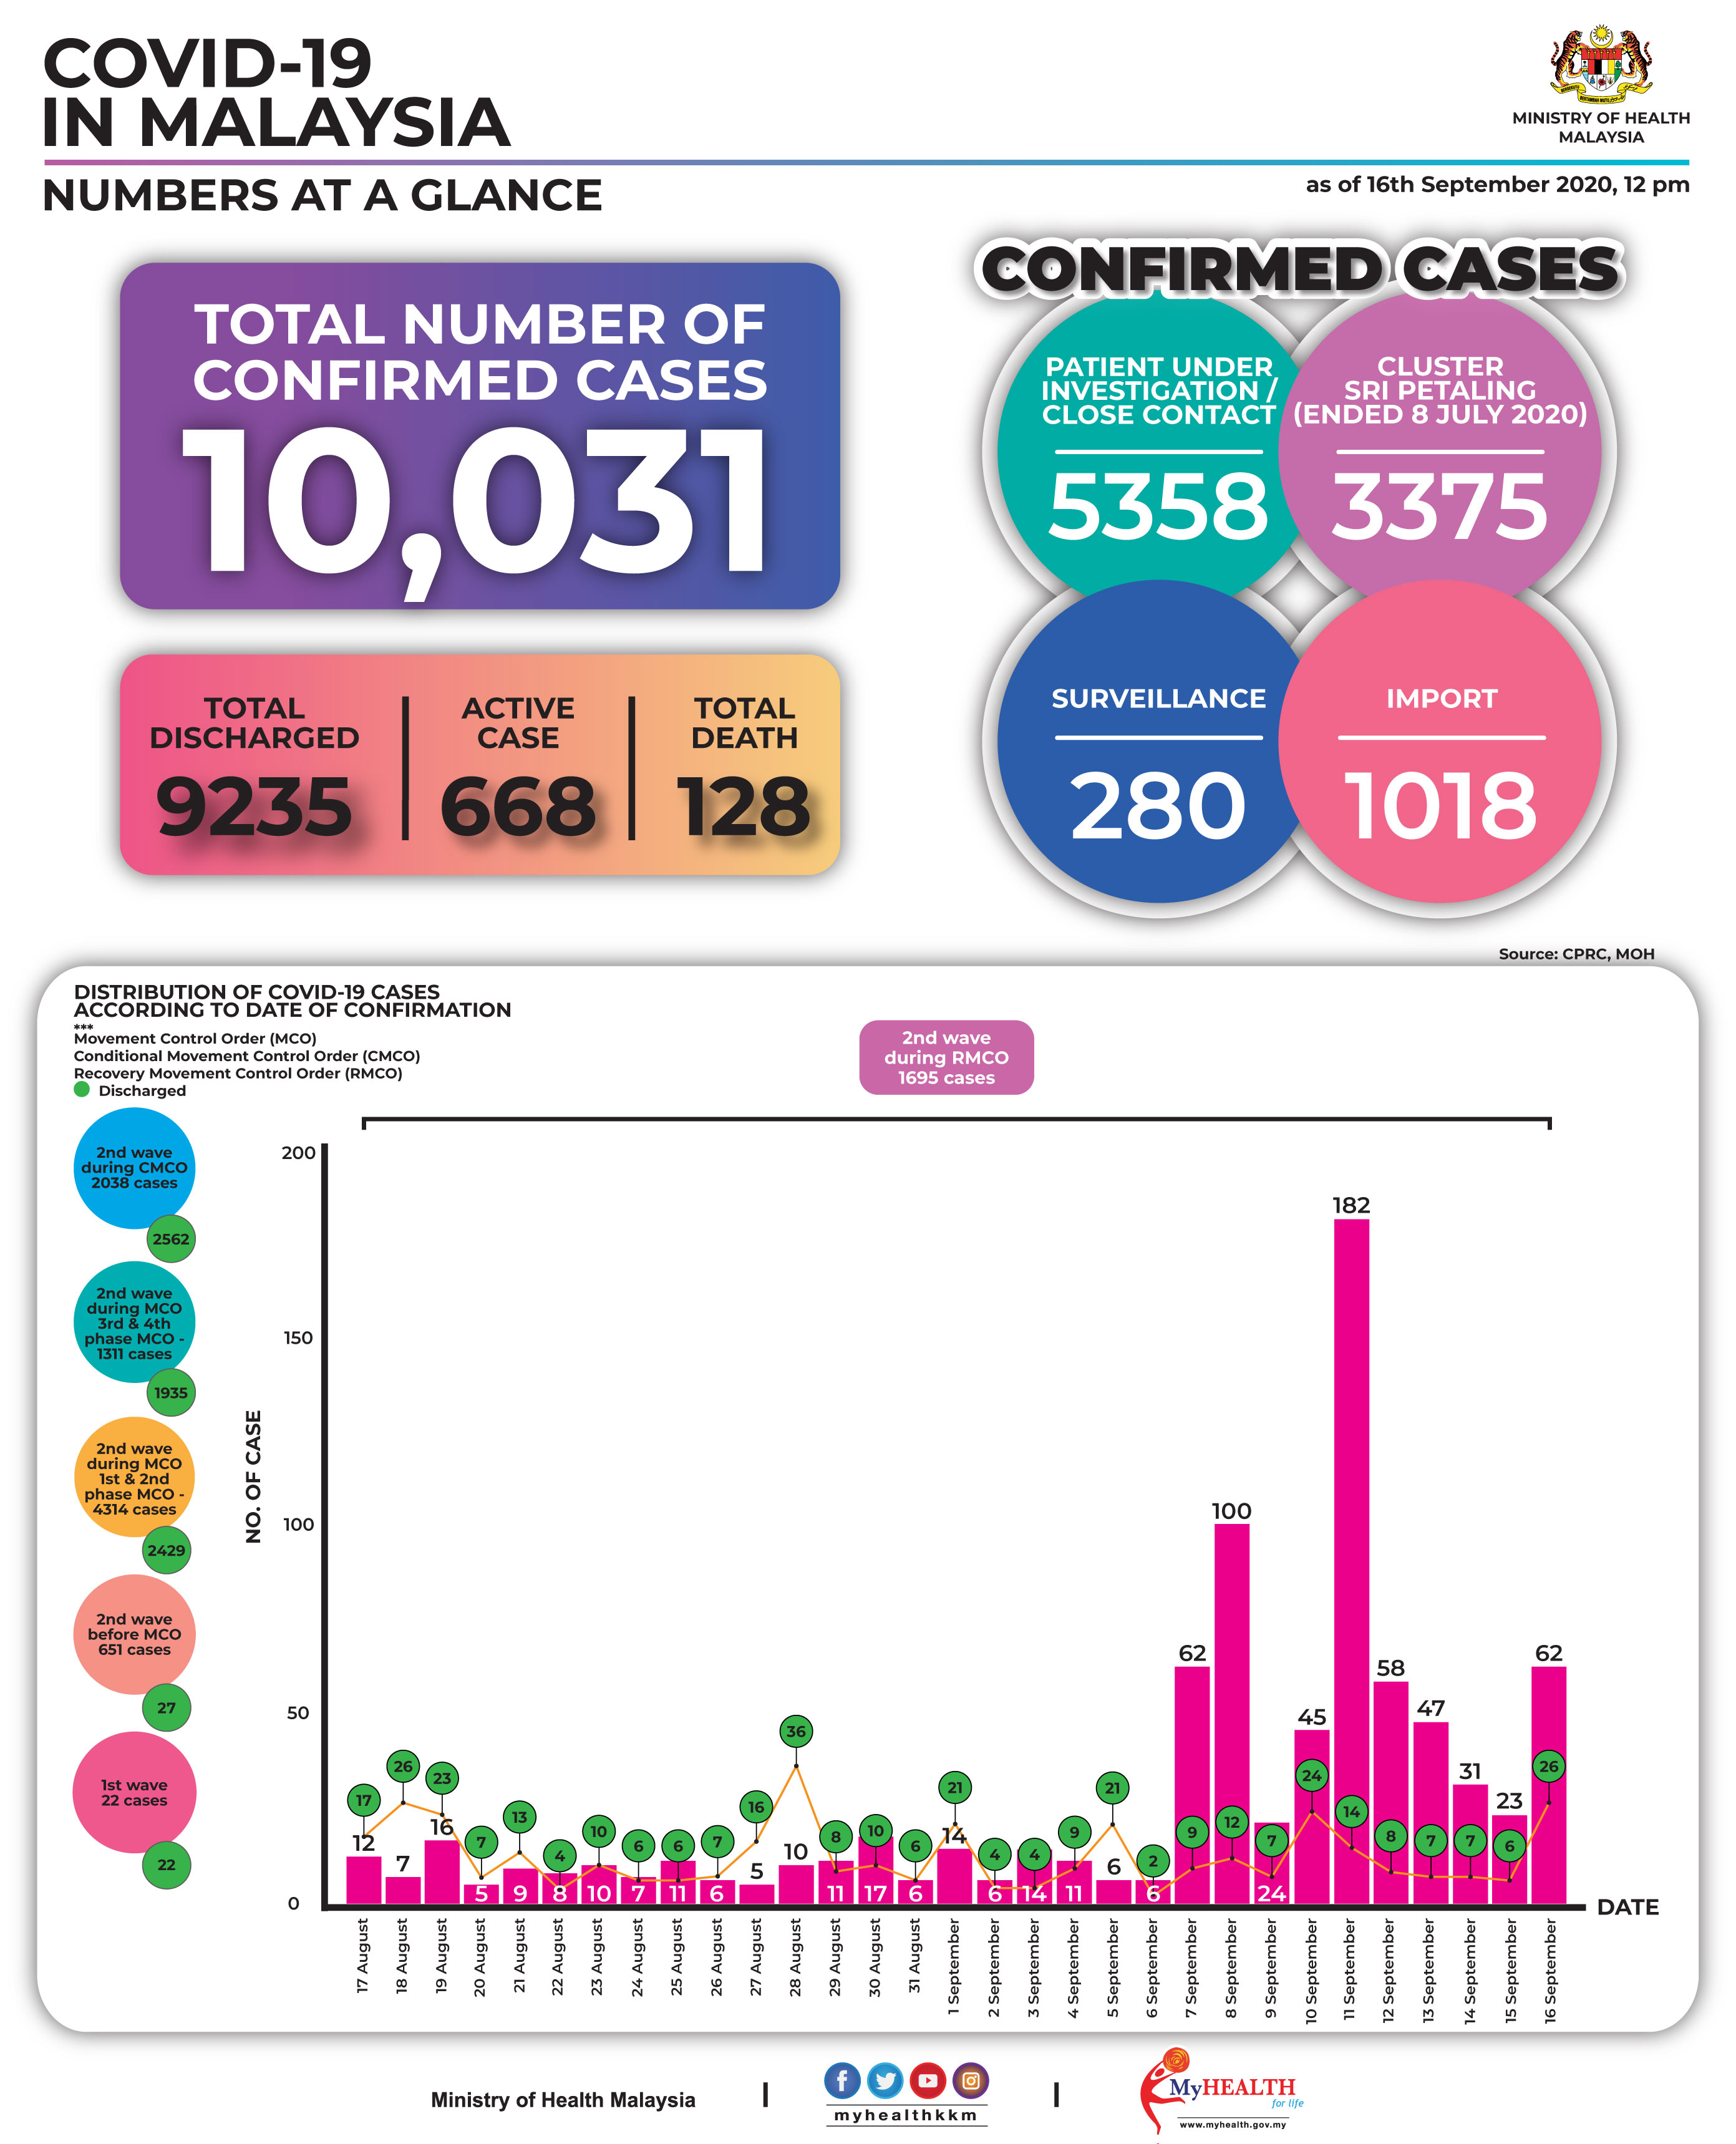 COVID-19
IN MALAYSIA
MINISTRY OF HEALTH
MALAYSIA
NUMBERS AT A GLANCE
as of 16th September 2020, 12 pm
TOTAL NUMBER OF
CONFIRMED CASES
10,031
TOTAL
DISCHARGED
9235
ACTIVE
CASE
668
TOTAL
DEATH
128
CONFIRMED CASES
PATIENT UNDER
INVESTIGATION /
CLOSE CONTACT
5358
CLUSTER
SRI PETALING
(ENDED 8 JULY 2020)
3375
SURVEILLANCE
280
IMPORT
1018
Source: CPRC, MOH
DISTRIBUTION OF COVID-19 CASES
ACCORDING TO DATE OF CONFIRMATION
***
Movement Control Order (MCO)
Conditional Movement Control Order (CMCO)
Recovery Movement Control Order (RMCO)
Discharged
2nd wave
during RMCO
1695 cases
2nd wave
during CMCO
2038 cases
2562
2nd wave
during MCO
3rd & 4th
phase MCO -
1311 cases
1935
2nd wave
during MCO
1st & 2nd
phase MCO -
4314 cases
2429
2nd wave
before MCO
651 cases
27
1st wave
22 cases
22
NO. OF CASE
200
150
100
50
0
17 26 23 7 13 4 10 6 6 7 16 36 8 10 6 21 4 4 9 21 2 9 12 7 24 14 8 7 7 6 26
12 7 16 5 9 8 10 7 11 6 5 10 11 17 6 14 6 14 11 6 6 62 100 24 45 182 58 47 31 23 62
DATE
17 August
18 August
19 August
20 August
21 August
22 August
23 August
24 August
25 August
26 August
27 August
28 August
29 August
30 August
31 August
1 September
2 September
3 September
4 September
5 September
6 September
7 September
8 September
9 September
10 September
11 September
12 September
13 September
14 September
15 September
16 September
Ministry of Health Malaysia
myhealthkkm
MyHEALTH
for life
www.myhealth.gov.my